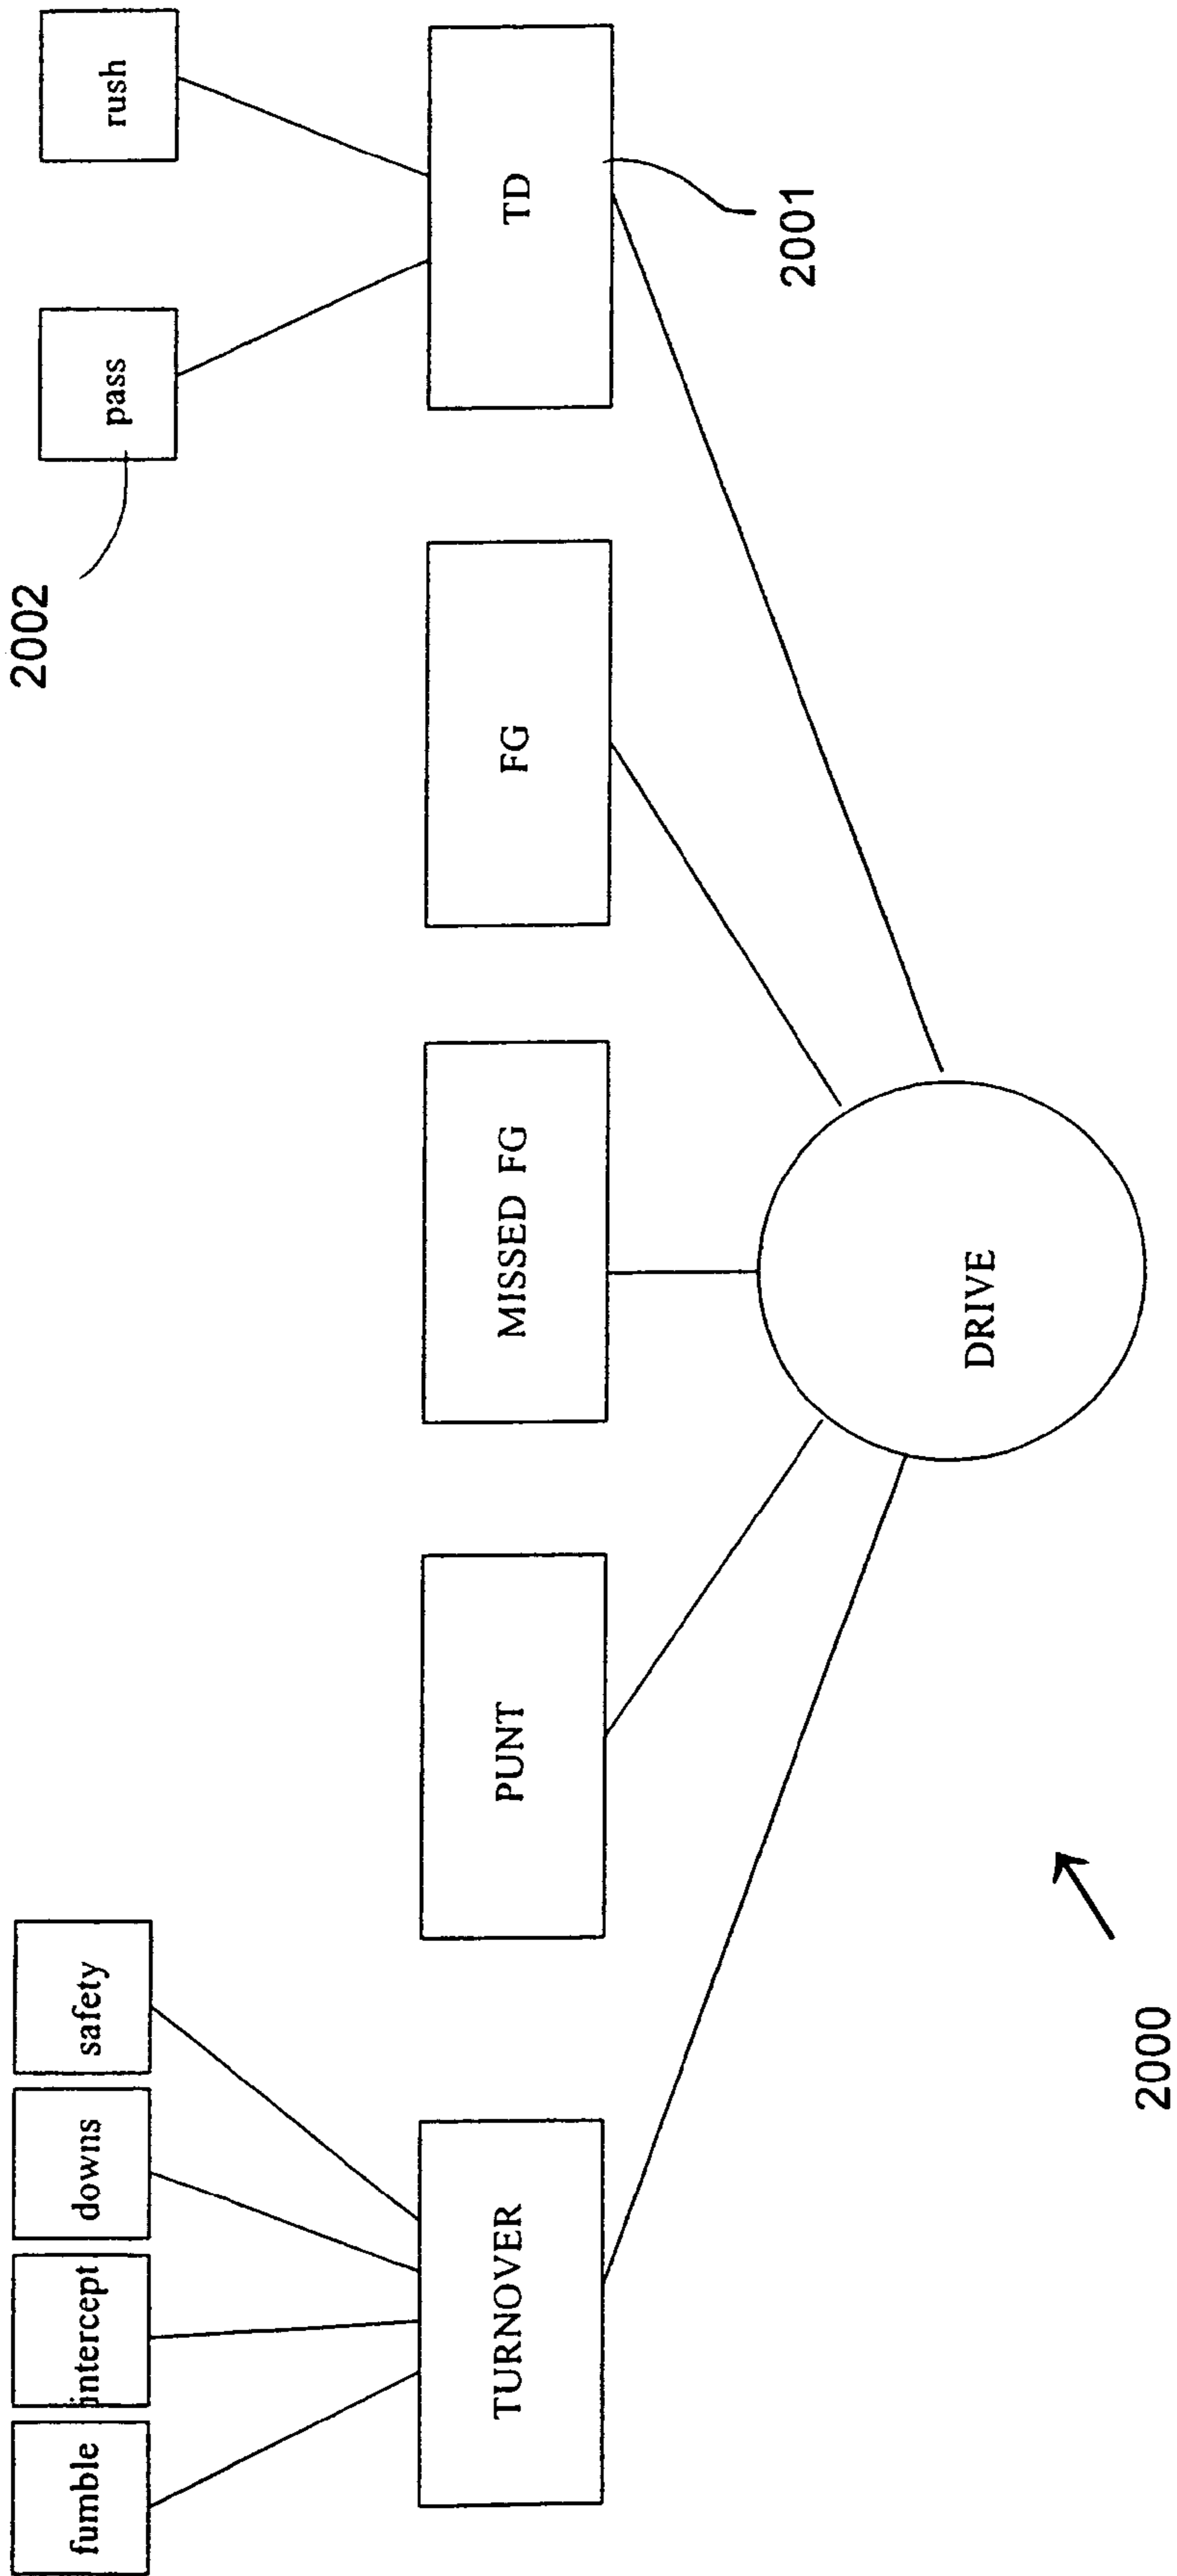 fumble
intercept
downs
safety
pass
rush
2002
TURNOVER
PUNT
MISSED FG
FG
TD
2001
DRIVE
2000